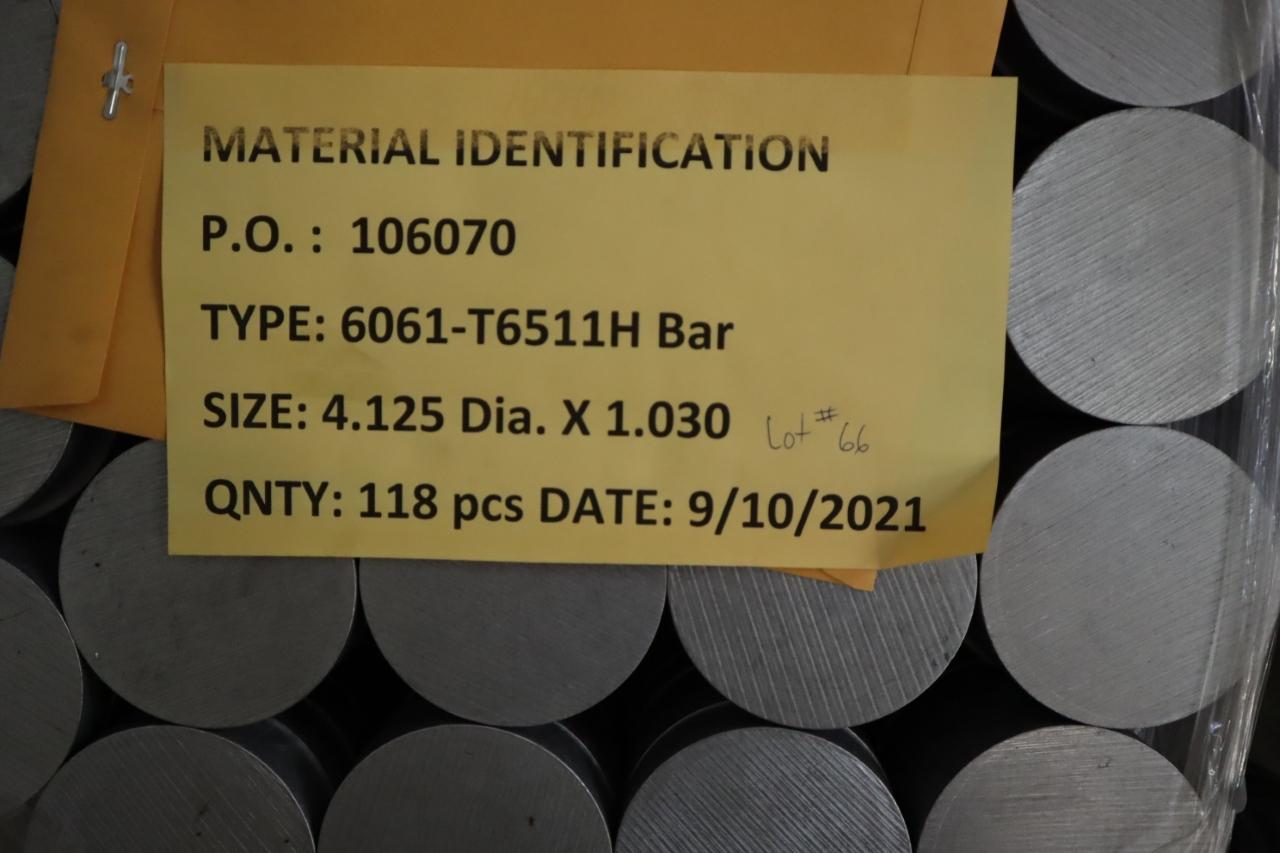 MATERIAL IDENTIFICATION
P.O. : 106070
TYPE: 6061-T6511H Bar
SIZE: 4.125 Dia. X 1.030 Lot # 66
QNTY: 118 pcs DATE: 9/10/2021